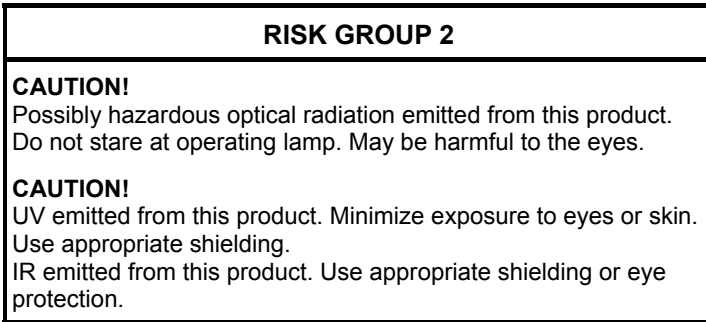 RISK GROUP 2
CAUTION!
Possibly hazardous optical radiation emitted from this product.
Do not stare at operating lamp. May be harmful to the eyes.
CAUTION!
UV emitted from this product. Minimize exposure to eyes or skin.
Use appropriate shielding.
IR emitted from this product. Use appropriate shielding or eye
protection.